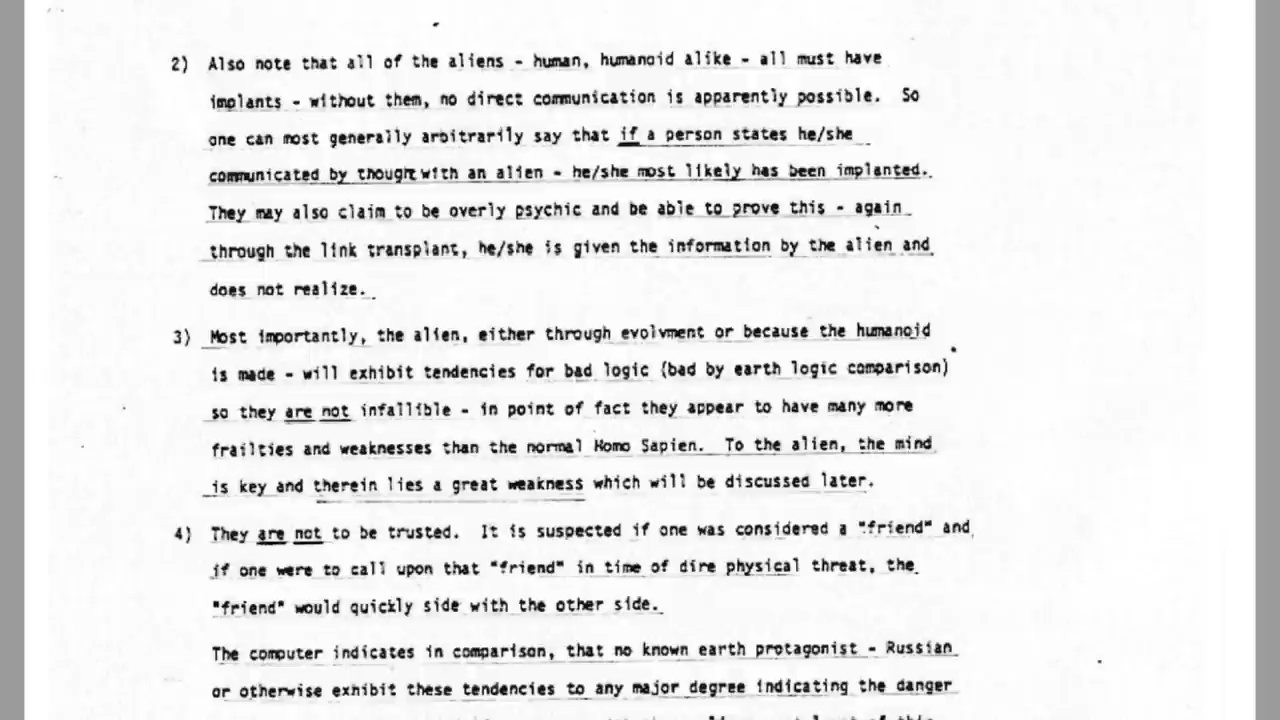 2) Also note that all of the aliens - human, humanoid alike - all must have
implants - without them, no direct communication is apparently possible. So
one can most generally arbitrarily say that if a person states he/she
communicated by thought with an alien - he/she most likely has been implanted.
They may also claim to be overly psychic and be able to prove this - again
through the link transplant, he/she is given the information by the alien and
does not realize.
3) Most importantly, the alien, either through evolvment or because the humanoid
is made - will exhibit tendencies for bad logic (bad by earth logic comparison)
so they are not infallible - in point of fact they appear to have many more
frailties and weaknesses than the normal Homo Sapien. To the alien, the mind
is key and therein lies a great weakness which will be discussed later.
4) They are not to be trusted. It is suspected if one was considered a "friend" and
if one were to call upon that "friend" in time of dire physical threat, the
"friend" would quickly side with the other side.
The computer indicates in comparison, that no known earth protagonist - Russian
or otherwise exhibit these tendencies to any major degree indicating the danger